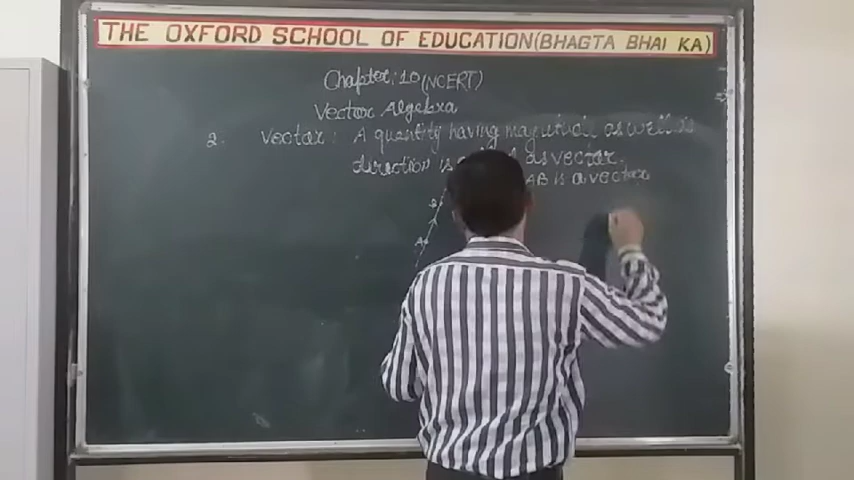 THE OXFORD SCHOOL OF EDUCATION(BHAGTA BHAI KA)
Chapter:10(NCERT)
Vector Algebra
2. Vector: A quantity having magnitude as well as
direction is as vector.
AB is a vector
B
A